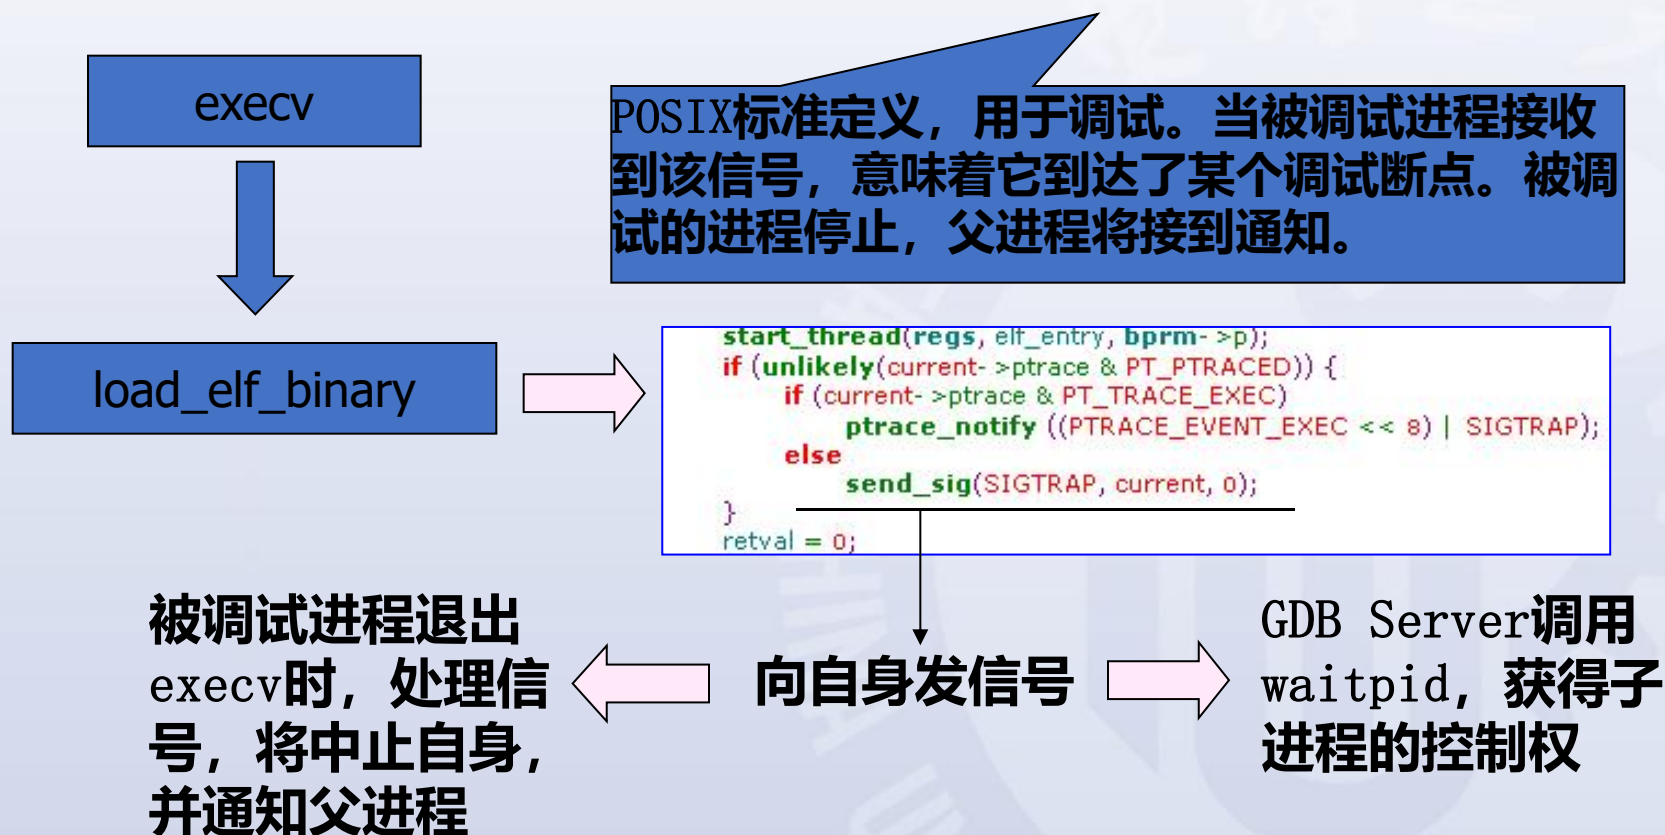 execv
POSIX标准定义，用于调试。当被调试进程接收
到该信号，意味着它到达了某个调试断点。被调
试的进程停止，父进程将接到通知。
load_elf_binary
start_thread(regs, elf_entry, bprm->p);
if (unlikely(current->ptrace & PT_PTRACED)) {
if (current->ptrace & PT_TRACE_EXEC)
ptrace_notify ((PTRACE_EVENT_EXEC << 8) | SIGTRAP);
else
send_sig(SIGTRAP, current, 0);
}
retval = 0;
被调试进程退出
execv时，处理信
号，将中止自身，
并通知父进程
向自身发信号
GDB Server调用
waitpid，获得子
进程的控制权